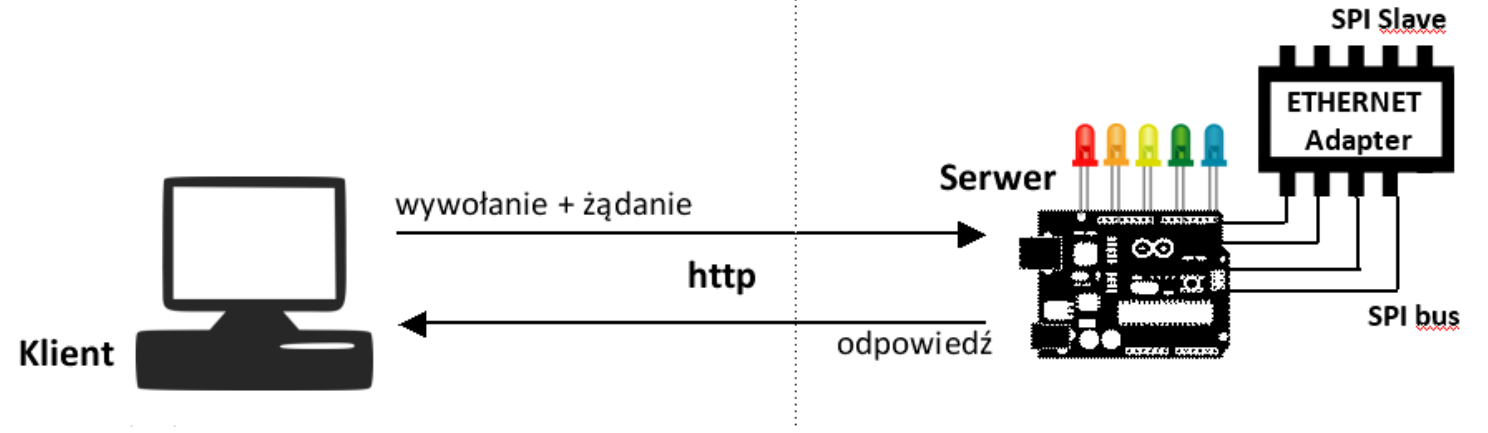 SPI Slave
ETHERNET
Adapter
Serwer
wywołanie + żądanie
http
SPI bus
odpowiedź
Klient